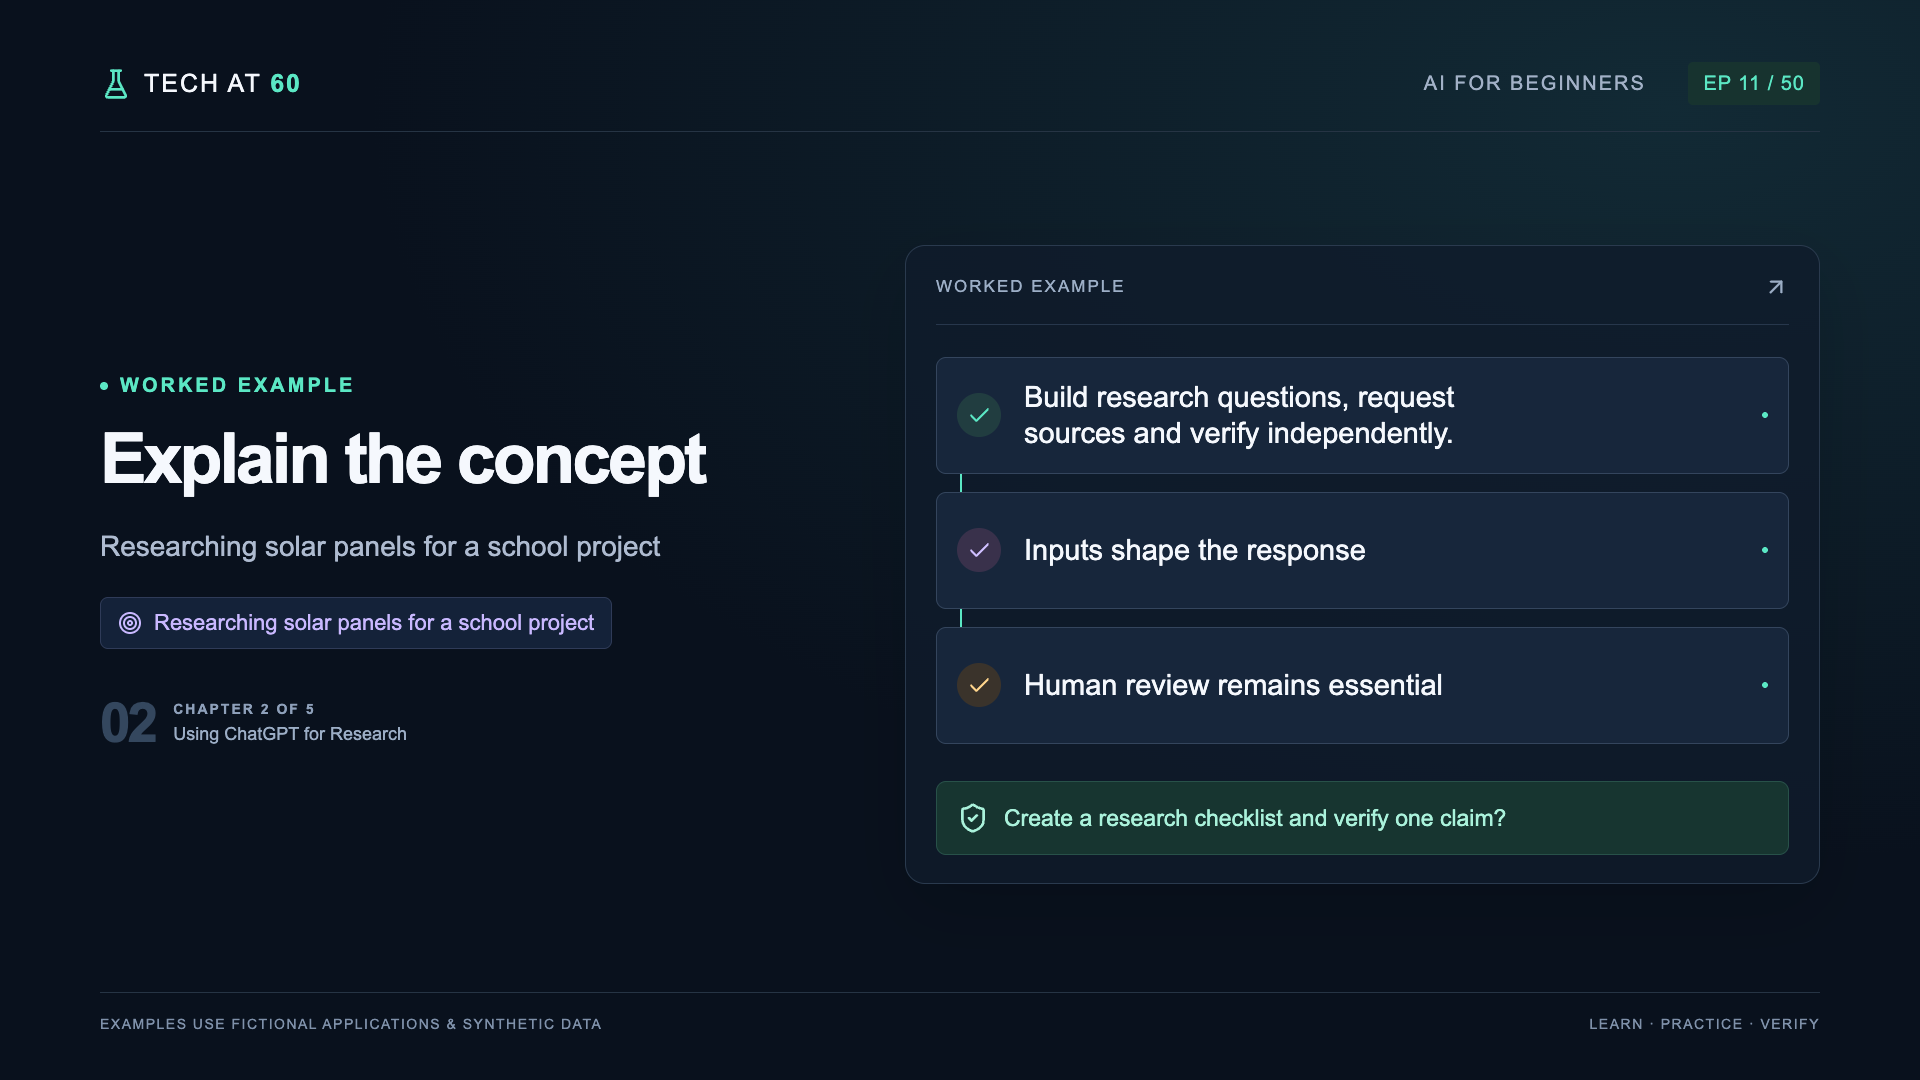 TECH AT 60
AI FOR BEGINNERS
EP 11 / 50
WORKED EXAMPLE
Explain the concept
Researching solar panels for a school project
Researching solar panels for a school project
02
CHAPTER 2 OF 5
Using ChatGPT for Research
WORKED EXAMPLE
Build research questions, request
sources and verify independently.
Inputs shape the response
Human review remains essential
Create a research checklist and verify one claim?
EXAMPLES USE FICTIONAL APPLICATIONS & SYNTHETIC DATA
LEARN · PRACTICE · VERIFY